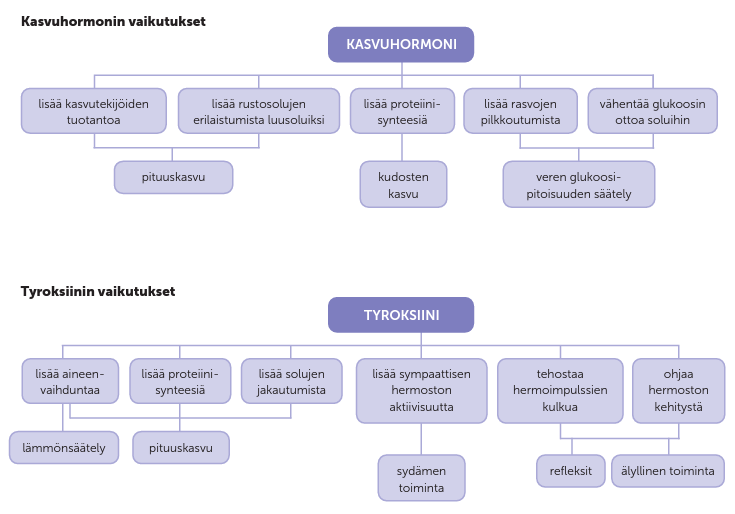 Kasvuhormonin vaikutukset
KASVUHORMONI
lisää kasvutekijöiden
tuotantoa
lisää rustosolujen
erilaistumista luusoluiksi
lisää proteiini-
synteesiä
lisää rasvojen
pilkkoutumista
vähentää glukoosin
ottoa soluihin
pituuskasvu
kudosten
kasvu
veren glukoosi-
pitoisuuden säätely
Tyroksiinin vaikutukset
TYROKSIINI
lisää aineen-
vaihduntaa
lisää proteiini-
synteesiä
lisää solujen
jakautumista
lisää sympaattisen
hermoston
aktiivisuutta
tehostaa
hermoimpulssien
kulkua
ohjaa
hermoston
kehitystä
lämmönsäätely
pituuskasvu
sydämen
toiminta
refleksit
älyllinen toiminta